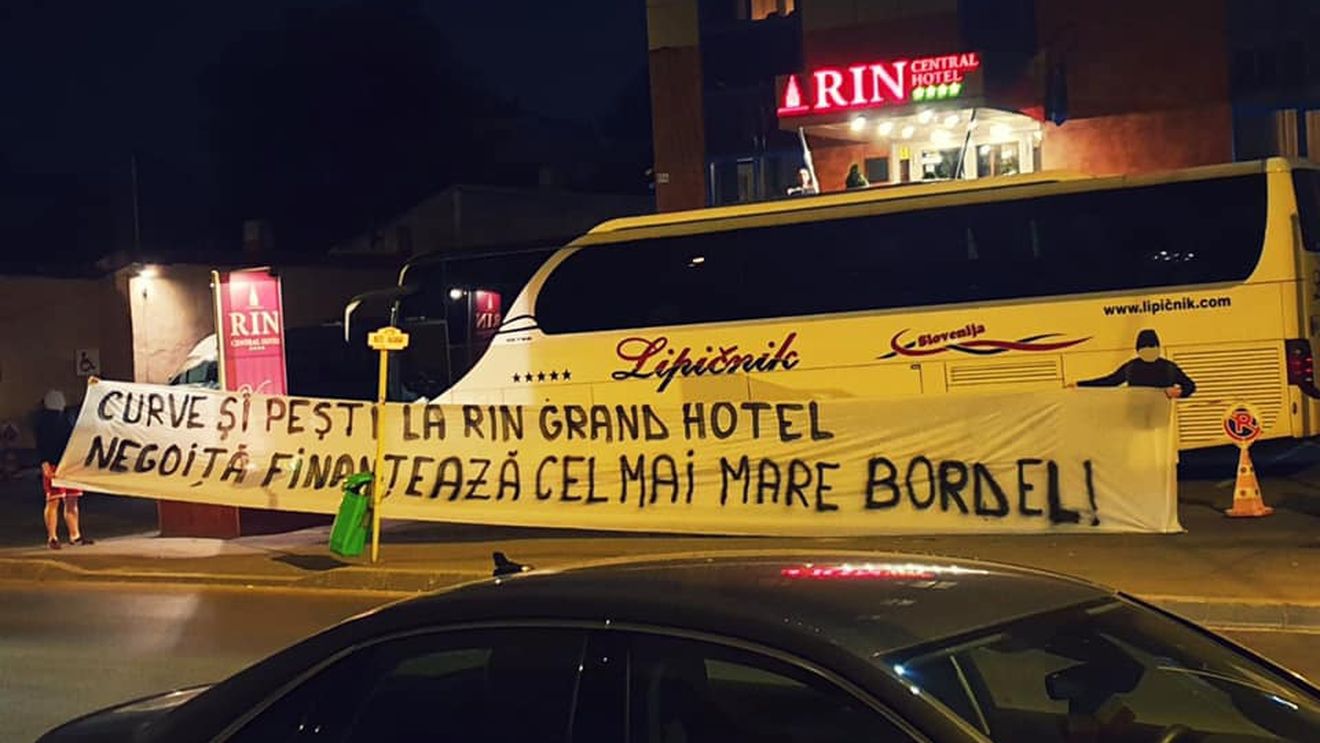 RIN CENTRAL
HOTEL
www.lipičnik.com
RIN
CENTRAL HOTEL
Lipičnik
Slovenija
CURVE ȘI PEȘTI LA RIN GRAND HOTEL
NEGOIȚĂ FINANȚEAZĂ CEL MAI MARE BORDEL!